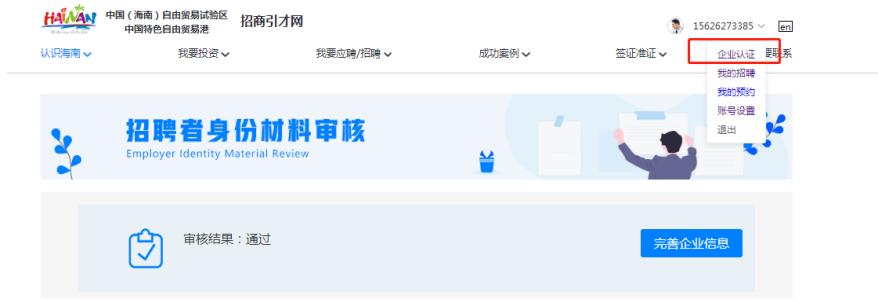 HAINAN
中国（海南）自由贸易试验区
中国特色自由贸易港
招商引才网
15626273385
en
认识海南
我要投资
我要应聘/招聘
成功案例
签证准证
要联系
企业认证
我的招聘
我的预约
账号设置
退出
招聘者身份材料审核
Employer Identity Material Review
审核结果：通过
完善企业信息